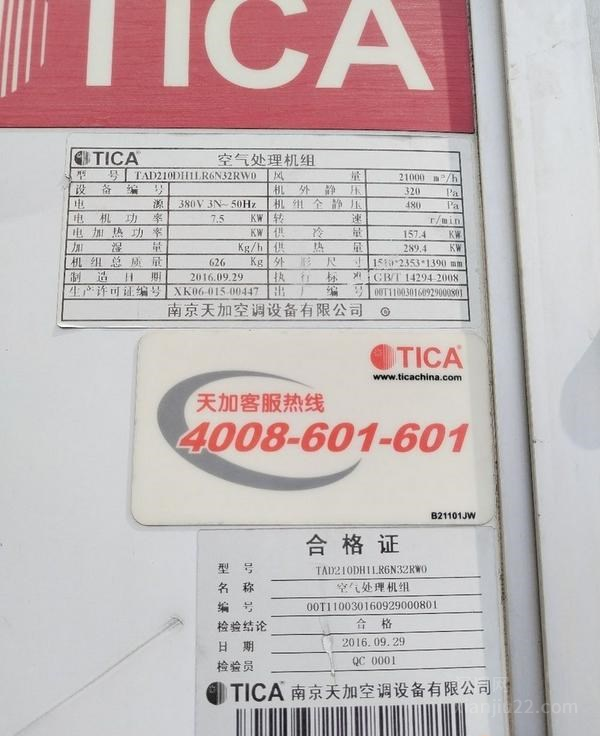 TICA
TICA 空气处理机组
型号 TAD210DH1LR6N32RW0 风量 21000 m³/h
设备编号 机外静压 320 Pa
电源 380V 3N~50Hz 机组全静压 480 Pa
电机功率 7.5 KW 转速 r/min
电加热功率 KW 供冷量 157.4 KW
加湿量 Kg/h 供热量 289.4 KW
机组总质量 626 Kg 外形尺寸 *2353*1390 mm
制造日期 2016.09.29 执行标准 GB/T 14294-2008
生产许可证编号 XK06-015-00447 出厂编号 00T110030160929000801
南京天加空调设备有限公司 ®
TICA®
www.ticachina.com
天加客服热线
4008-601-601
B21101JW
合格证
型号 TAD210DH1LR6N32RW0
名称 空气处理机组
编号 00T110030160929000801
检验结论 合格
日期 2016.09.29
检验员 QC 0001
TICA 南京天加空调设备有限公司